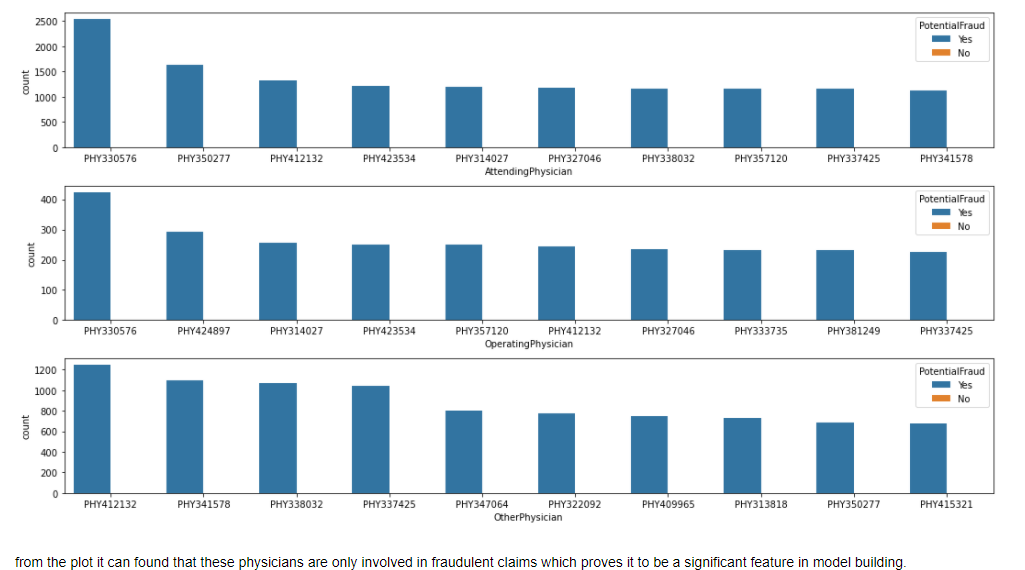 2500
2000
1500
1000
500
0
count
PotentialFraud
Yes
No
PHY330576 PHY350277 PHY412132 PHY423534 PHY314027 PHY327046 PHY338032 PHY357120 PHY337425 PHY341578
AttendingPhysician
400
300
200
100
0
count
PotentialFraud
Yes
No
PHY330576 PHY424897 PHY314027 PHY423534 PHY357120 PHY412132 PHY327046 PHY333735 PHY381249 PHY337425
OperatingPhysician
1200
1000
800
600
400
200
0
count
PotentialFraud
Yes
No
PHY412132 PHY341578 PHY338032 PHY337425 PHY347064 PHY322092 PHY409965 PHY313818 PHY350277 PHY415321
OtherPhysician
from the plot it can found that these physicians are only involved in fraudulent claims which proves it to be a significant feature in model building.